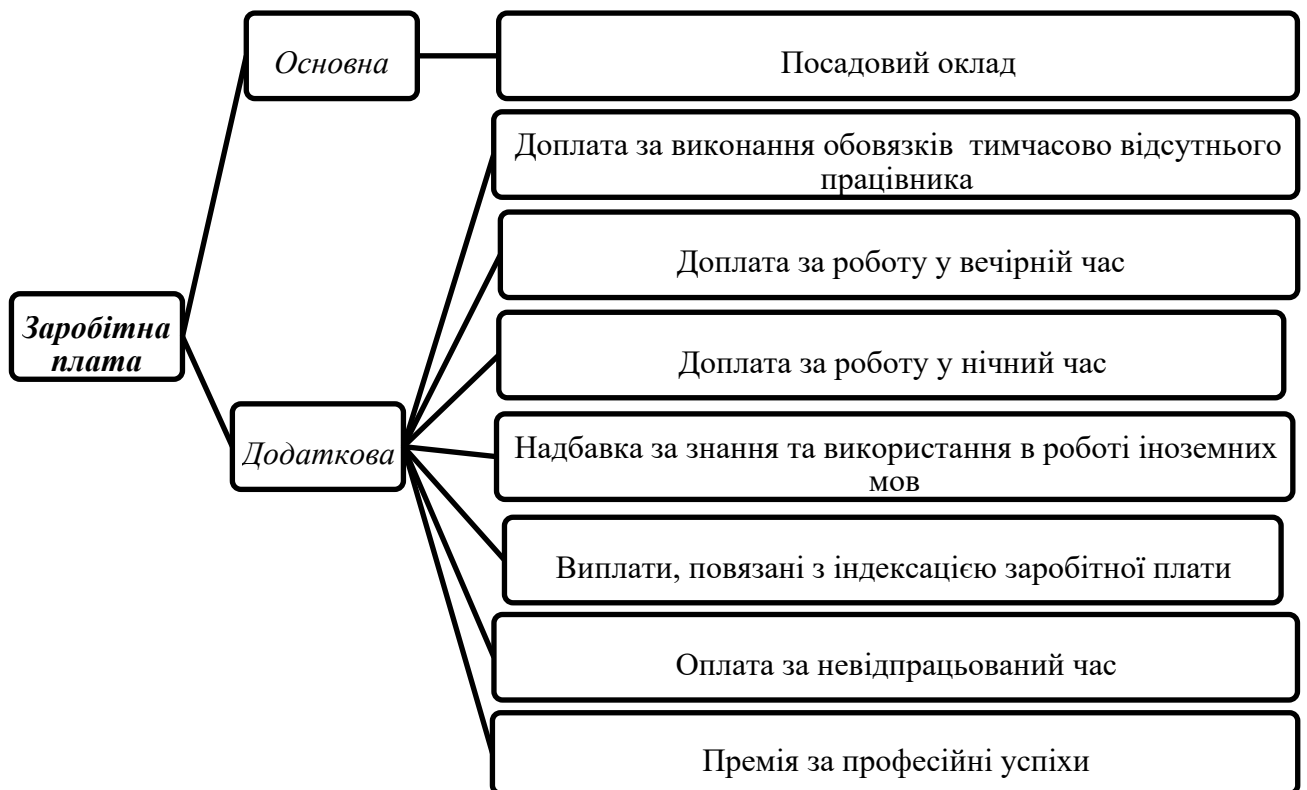 Основна
Посадовий оклад
Доплата за виконання обовязків тимчасово відсутнього
працівника
Доплата за роботу у вечірній час
Заробітна
плата
Доплата за роботу у нічний час
Додаткова
Надбавка за знання та використання в роботі іноземних
мов
Виплати, повязані з індексацією заробітної плати
Оплата за невідпрацьований час
Премія за професійні успіхи